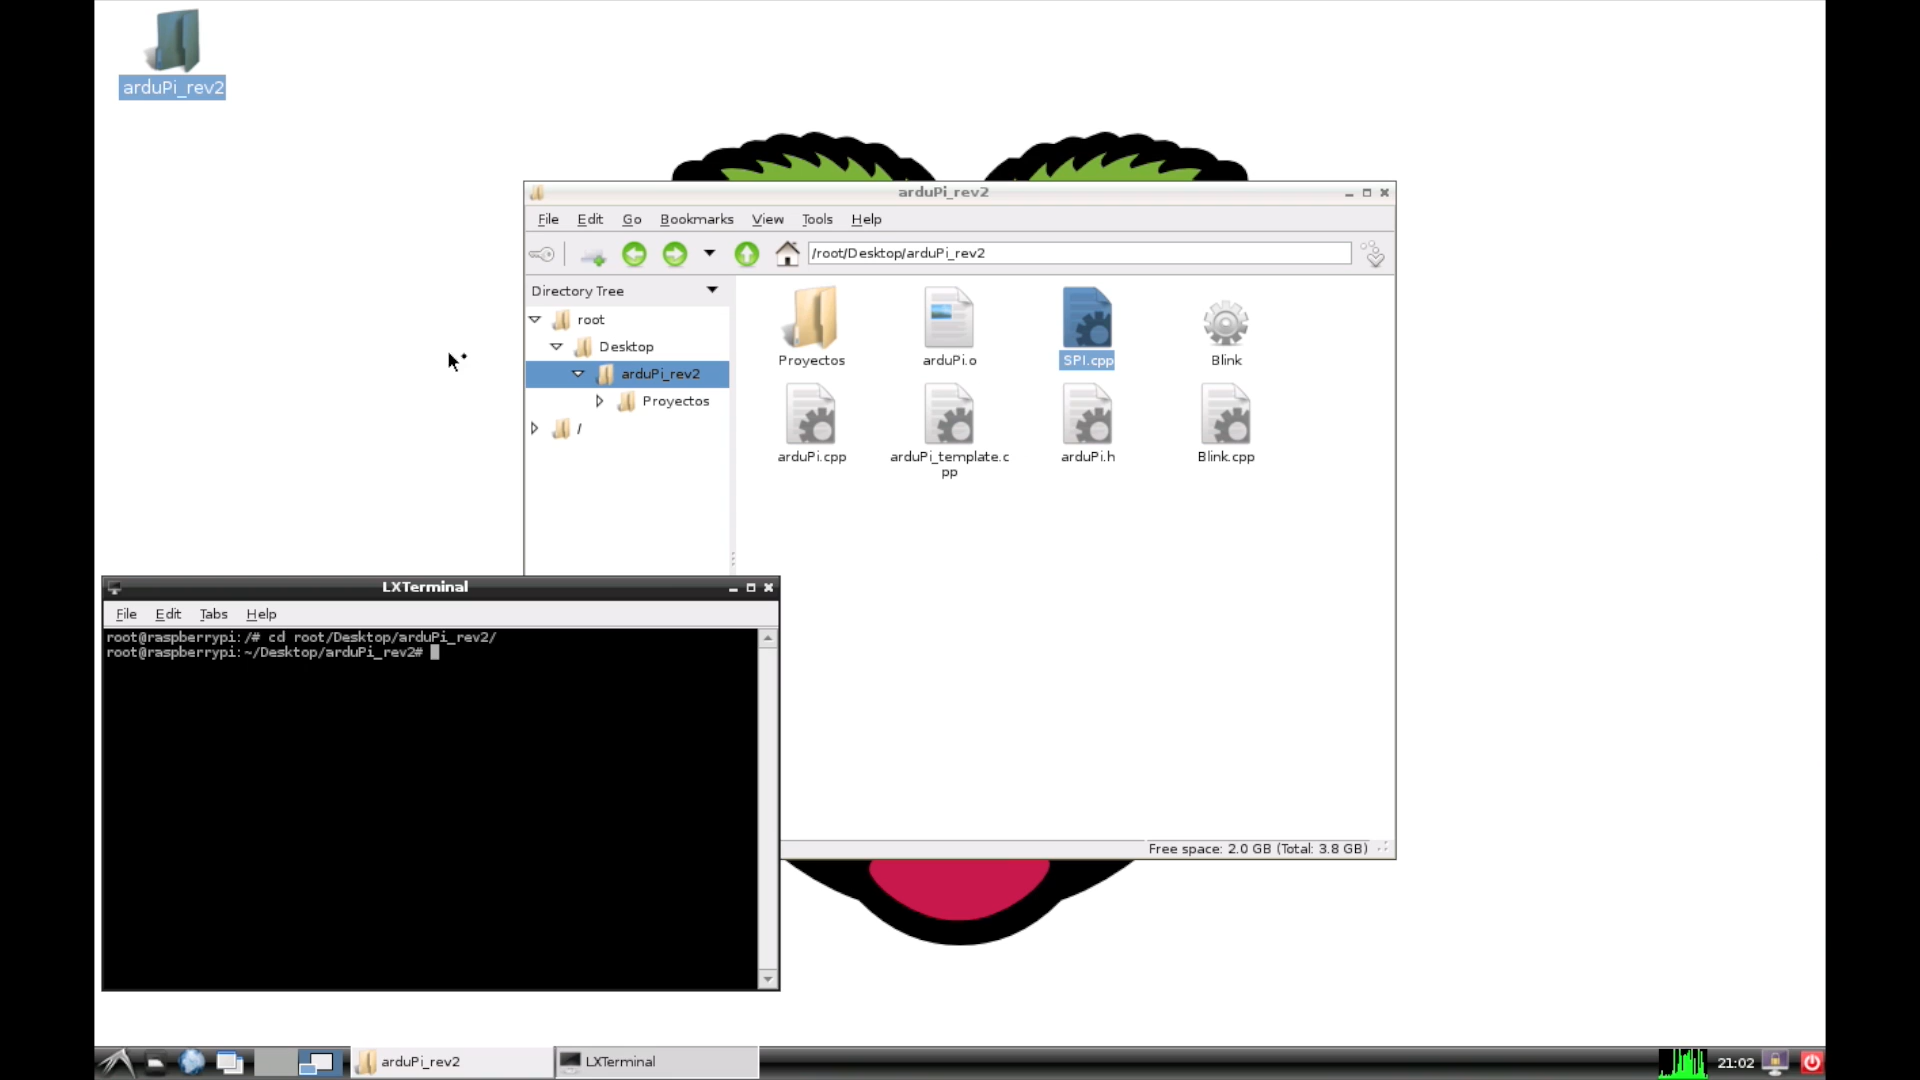 arduPi_rev2
arduPi_rev2
File Edit Go Bookmarks View Tools Help
/root/Desktop/arduPi_rev2
Directory Tree
root
Desktop
arduPi_rev2
Proyectos
/
Proyectos
arduPi.o
SPI.cpp
Blink
arduPi.cpp
arduPi_template.c
pp
arduPi.h
Blink.cpp
Free space: 2.0 GB (Total: 3.8 GB)
LXTerminal
File Edit Tabs Help
root@raspberrypi:/# cd root/Desktop/arduPi_rev2/
root@raspberrypi:~/Desktop/arduPi_rev2#
arduPi_rev2
LXTerminal
21:02